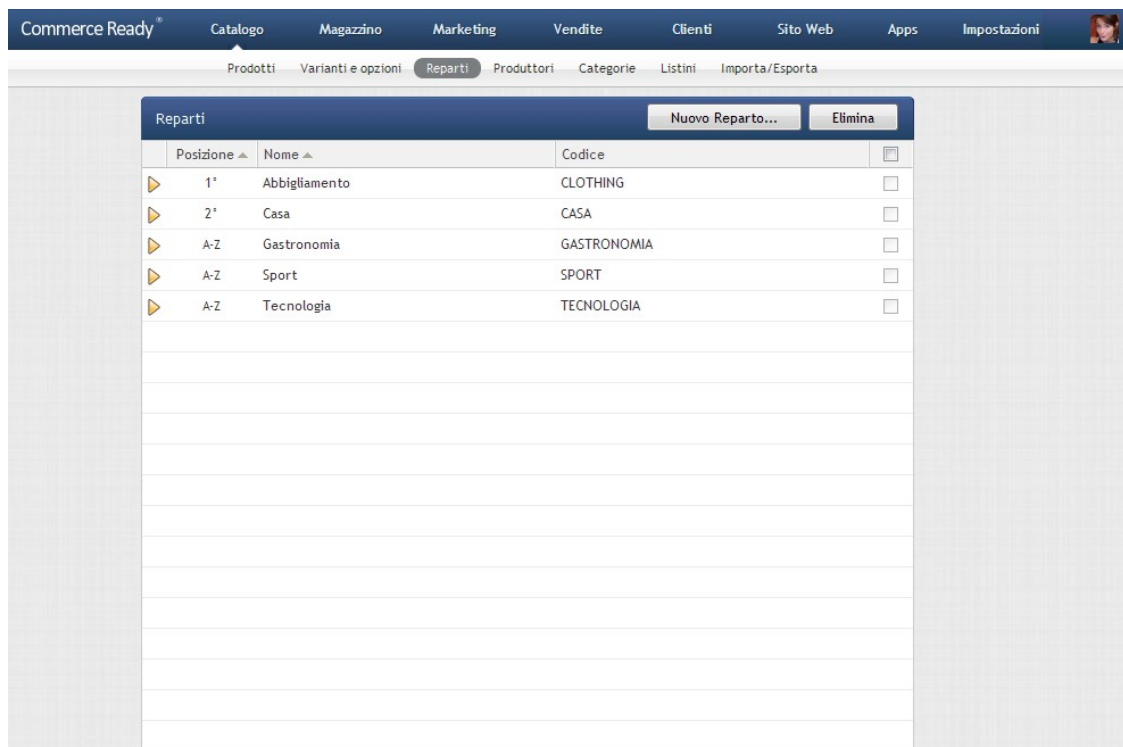 Commerce Ready® Catalogo Magazzino Marketing Vendite Clienti Sito Web Apps Impostazioni
Prodotti Varianti e opzioni Reparti Produttori Categorie Listini Importa/Esporta
Reparti Nuovo Reparto... Elimina
Posizione Nome Codice
1° Abbigliamento CLOTHING
2° Casa CASA
A-Z Gastronomia GASTRONOMIA
A-Z Sport SPORT
A-Z Tecnologia TECNOLOGIA